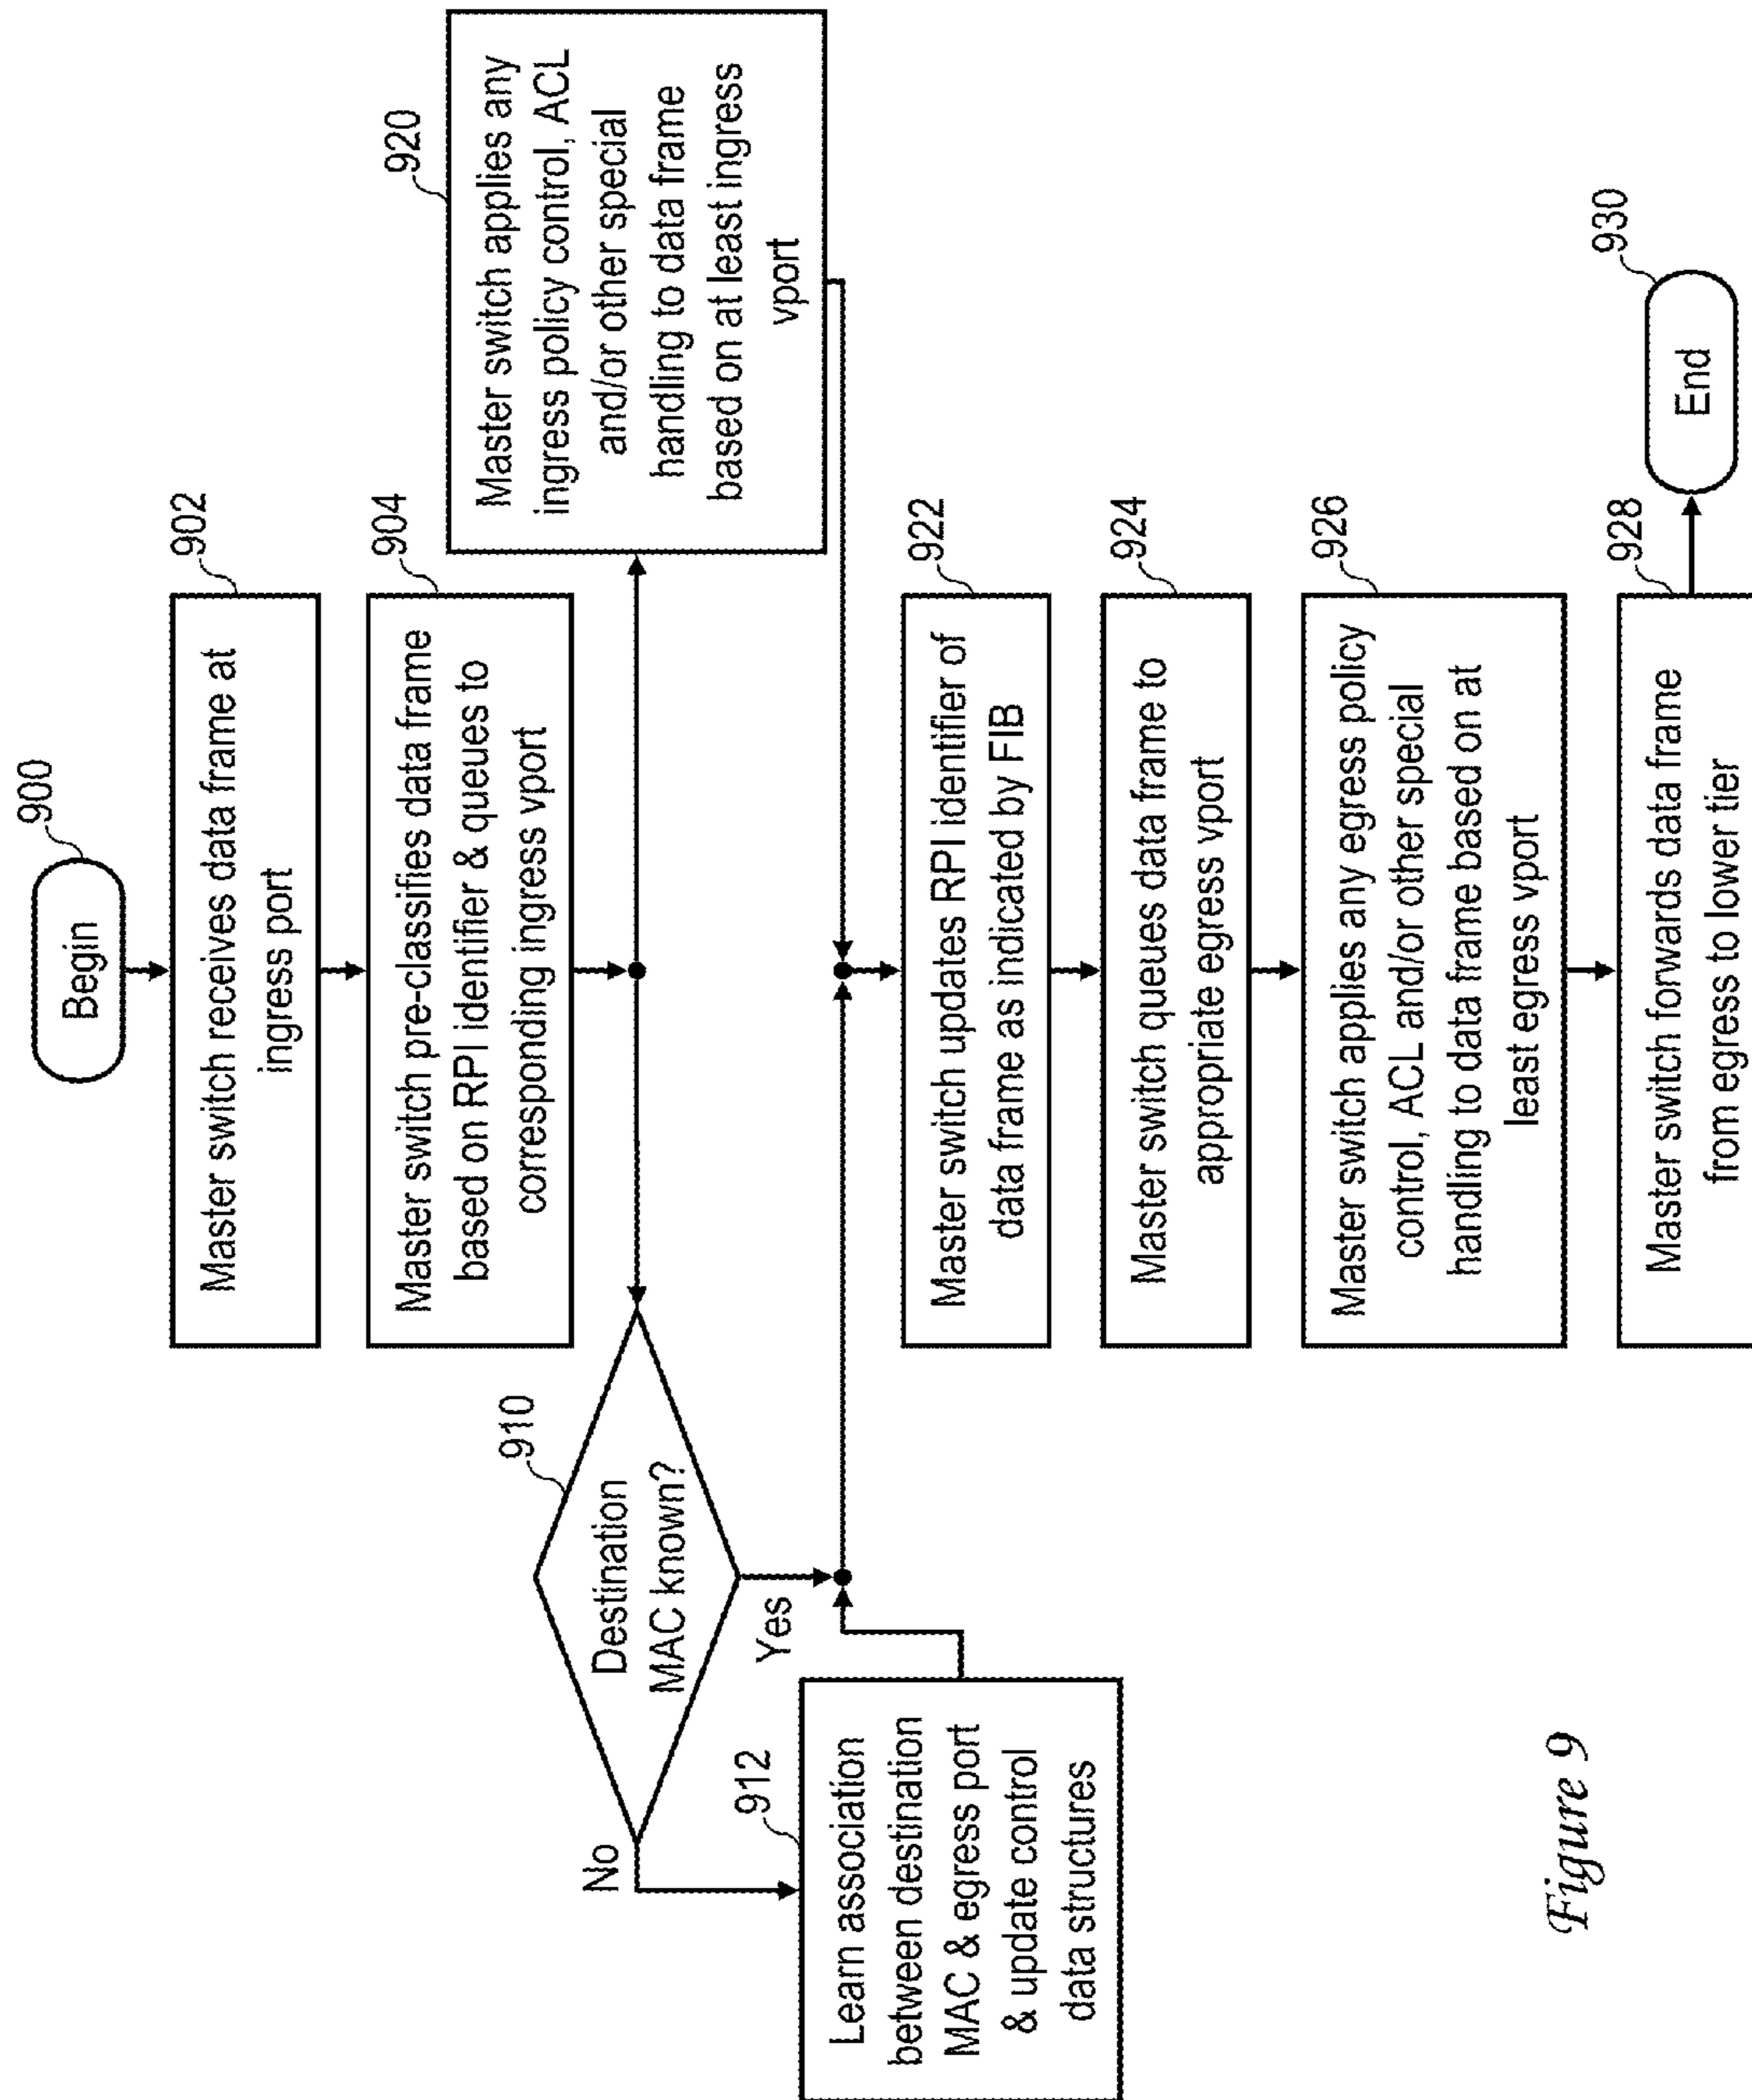 900
Begin
902
Master switch receives data frame at
ingress port
904
Master switch pre-classifies data frame
based on RPI identifier & queues to
corresponding ingress vport
910
Destination
MAC known?
No
Yes
912
Learn association
between destination
MAC & egress port
& update control
data structures
920
Master switch applies any
ingress policy control, ACL
and/or other special
handling to data frame
based on at least ingress
vport
922
Master switch updates RPI identifier of
data frame as indicated by FIB
924
Master switch queues data frame to
appropriate egress vport
926
Master switch applies any egress policy
control, ACL and/or other special
handling to data frame based on at
least egress vport
928
Master switch forwards data frame
from egress to lower tier
930
End
Figure 9